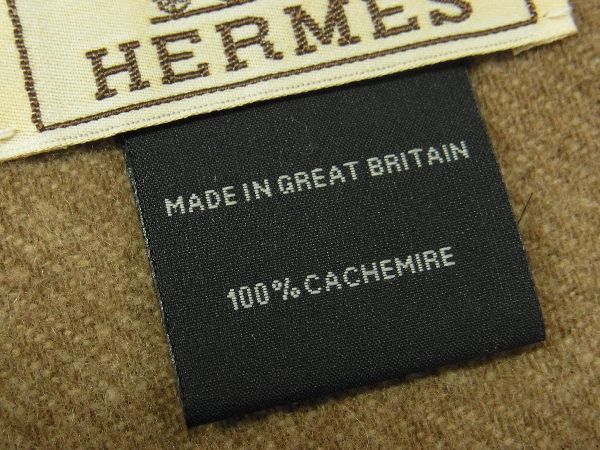 HERMES
MADE IN GREAT BRITAIN
100% CACHEMIRE